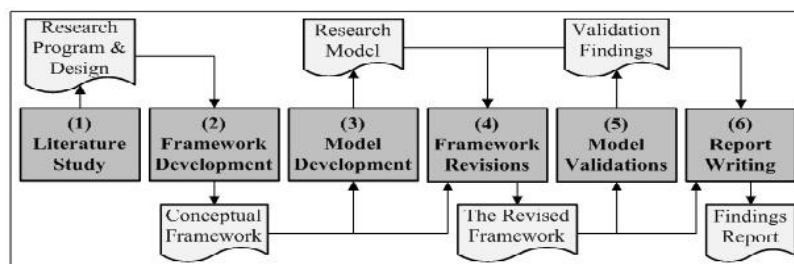 Research
Program &
Design
Research
Model
Validation
Findings
(1)
Literature
Study
(2)
Framework
Development
(3)
Model
Development
(4)
Framework
Revisions
(5)
Model
Validations
(6)
Report
Writing
Conceptual
Framework
The Revised
Framework
Findings
Report